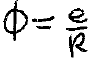 ϕ = e/R